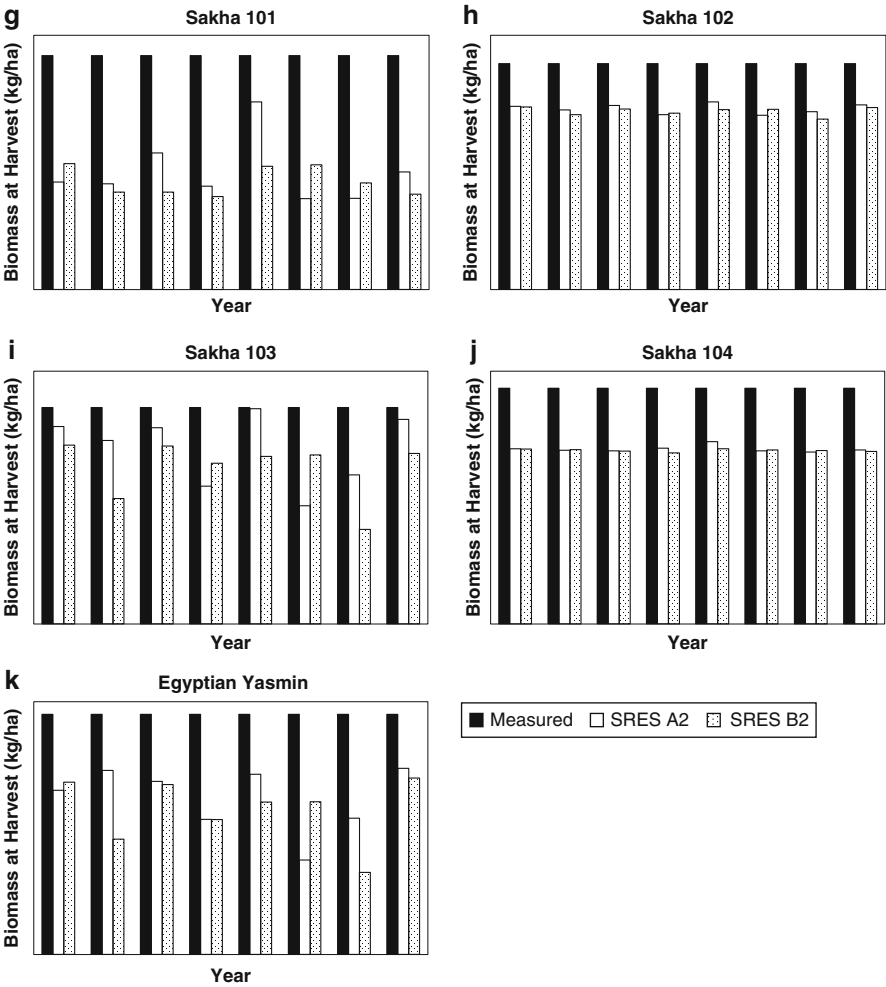 g
Sakha 101
Biomass at Harvest (kg/ha)
Year
h
Sakha 102
Biomass at Harvest (kg/ha)
Year
i
Sakha 103
Biomass at Harvest (kg/ha)
Year
j
Sakha 104
Biomass at Harvest (kg/ha)
Year
k
Egyptian Yasmin
Biomass at Harvest (kg/ha)
Year
Measured SRES A2 SRES B2